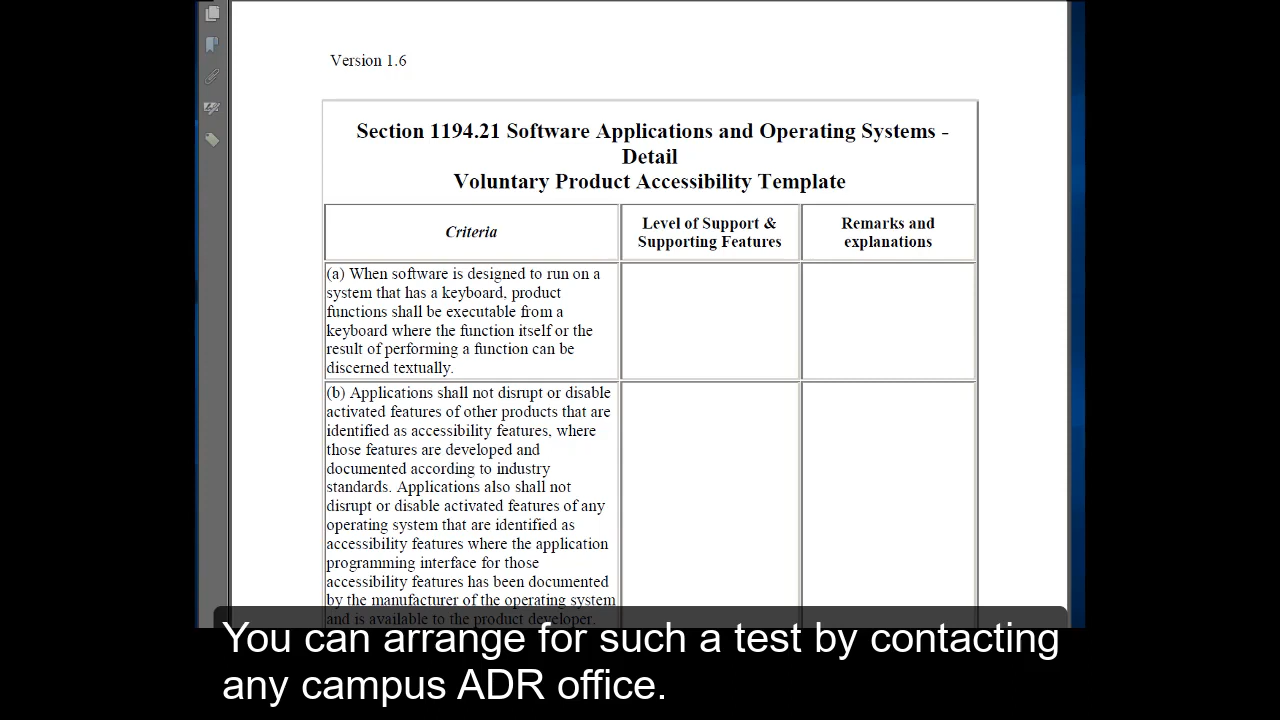 Version 1.6
Section 1194.21 Software Applications and Operating Systems -
Detail
Voluntary Product Accessibility Template
Criteria
Level of Support &
Supporting Features
Remarks and
explanations
(a) When software is designed to run on a
system that has a keyboard, product
functions shall be executable from a
keyboard where the function itself or the
result of performing a function can be
discerned textually.
(b) Applications shall not disrupt or disable
activated features of other products that are
identified as accessibility features, where
those features are developed and
documented according to industry
standards. Applications also shall not
disrupt or disable activated features of any
operating system that are identified as
accessibility features where the application
programming interface for those
accessibility features has been documented
by the manufacturer of the operating system
and is available to the product developer.
You can arrange for such a test by contacting
any campus ADR office.